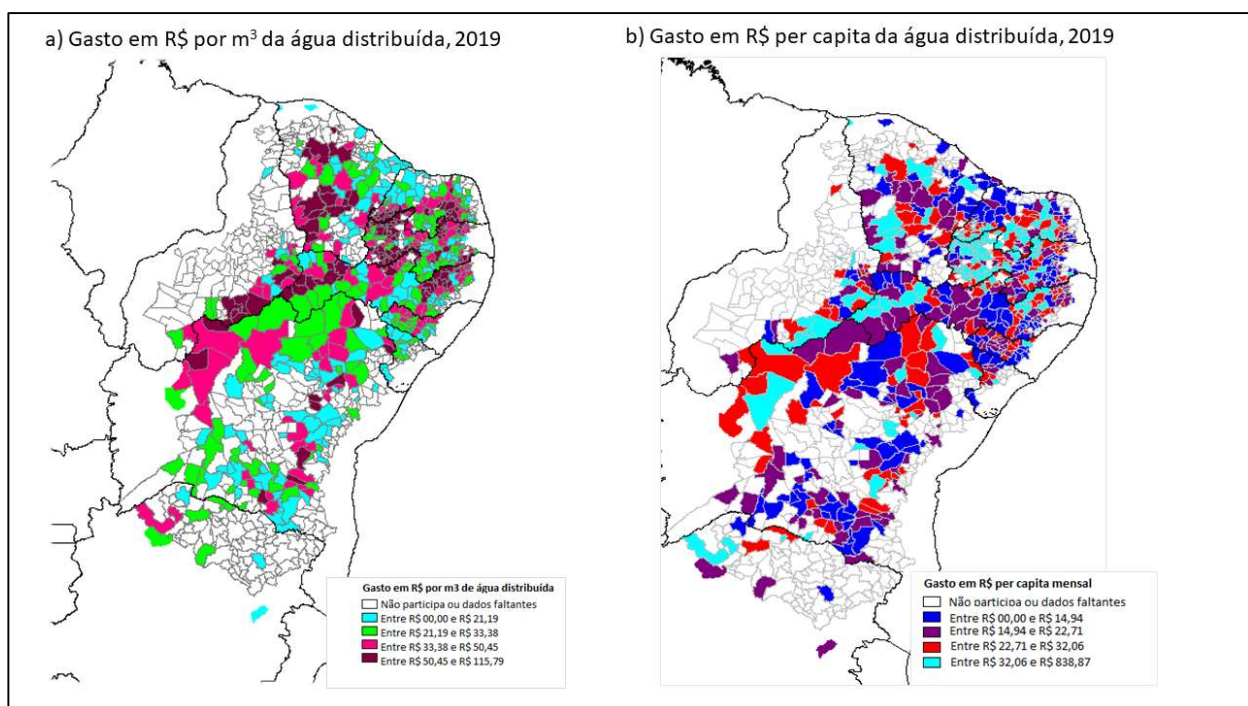 a) Gasto em R$ por m³ da água distribuída, 2019
b) Gasto em R$ per capita da água distribuída, 2019
Gasto em R$ por m3 de água distribuída
Não participa ou dados faltantes
Entre R$ 00,00 e R$ 21,19
Entre R$ 21,19 e R$ 33,38
Entre R$ 33,38 e R$ 50,45
Entre R$ 50,45 e R$ 115,79
Gasto em R$ per capita mensal
Não participa ou dados faltantes
Entre R$ 00,00 e R$ 14,94
Entre R$ 14,94 e R$ 22,71
Entre R$ 22,71 e R$ 32,06
Entre R$ 32,06 e R$ 838,87